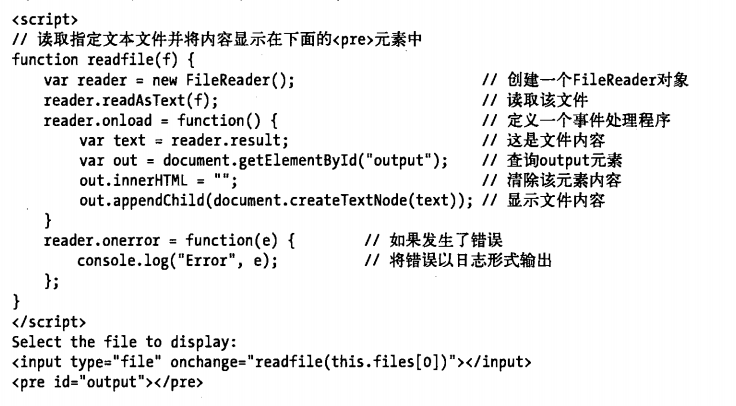 <script>
// 读取指定文本文件并将内容显示在下面的<pre>元素中
function readfile(f) {
    var reader = new FileReader();                     // 创建一个FileReader对象
    reader.readAsText(f);                              // 读取该文件
    reader.onload = function() {                       // 定义一个事件处理程序
        var text = reader.result;                      // 这是文件内容
        var out = document.getElementById("output");   // 查询output元素
        out.innerHTML = "";                            // 清除该元素内容
        out.appendChild(document.createTextNode(text)); // 显示文件内容
    }
    reader.onerror = function(e) {        // 如果发生了错误
        console.log("Error", e);          // 将错误以日志形式输出
    };
}
</script>
Select the file to display:
<input type="file" onchange="readfile(this.files[0])"></input>
<pre id="output"></pre>